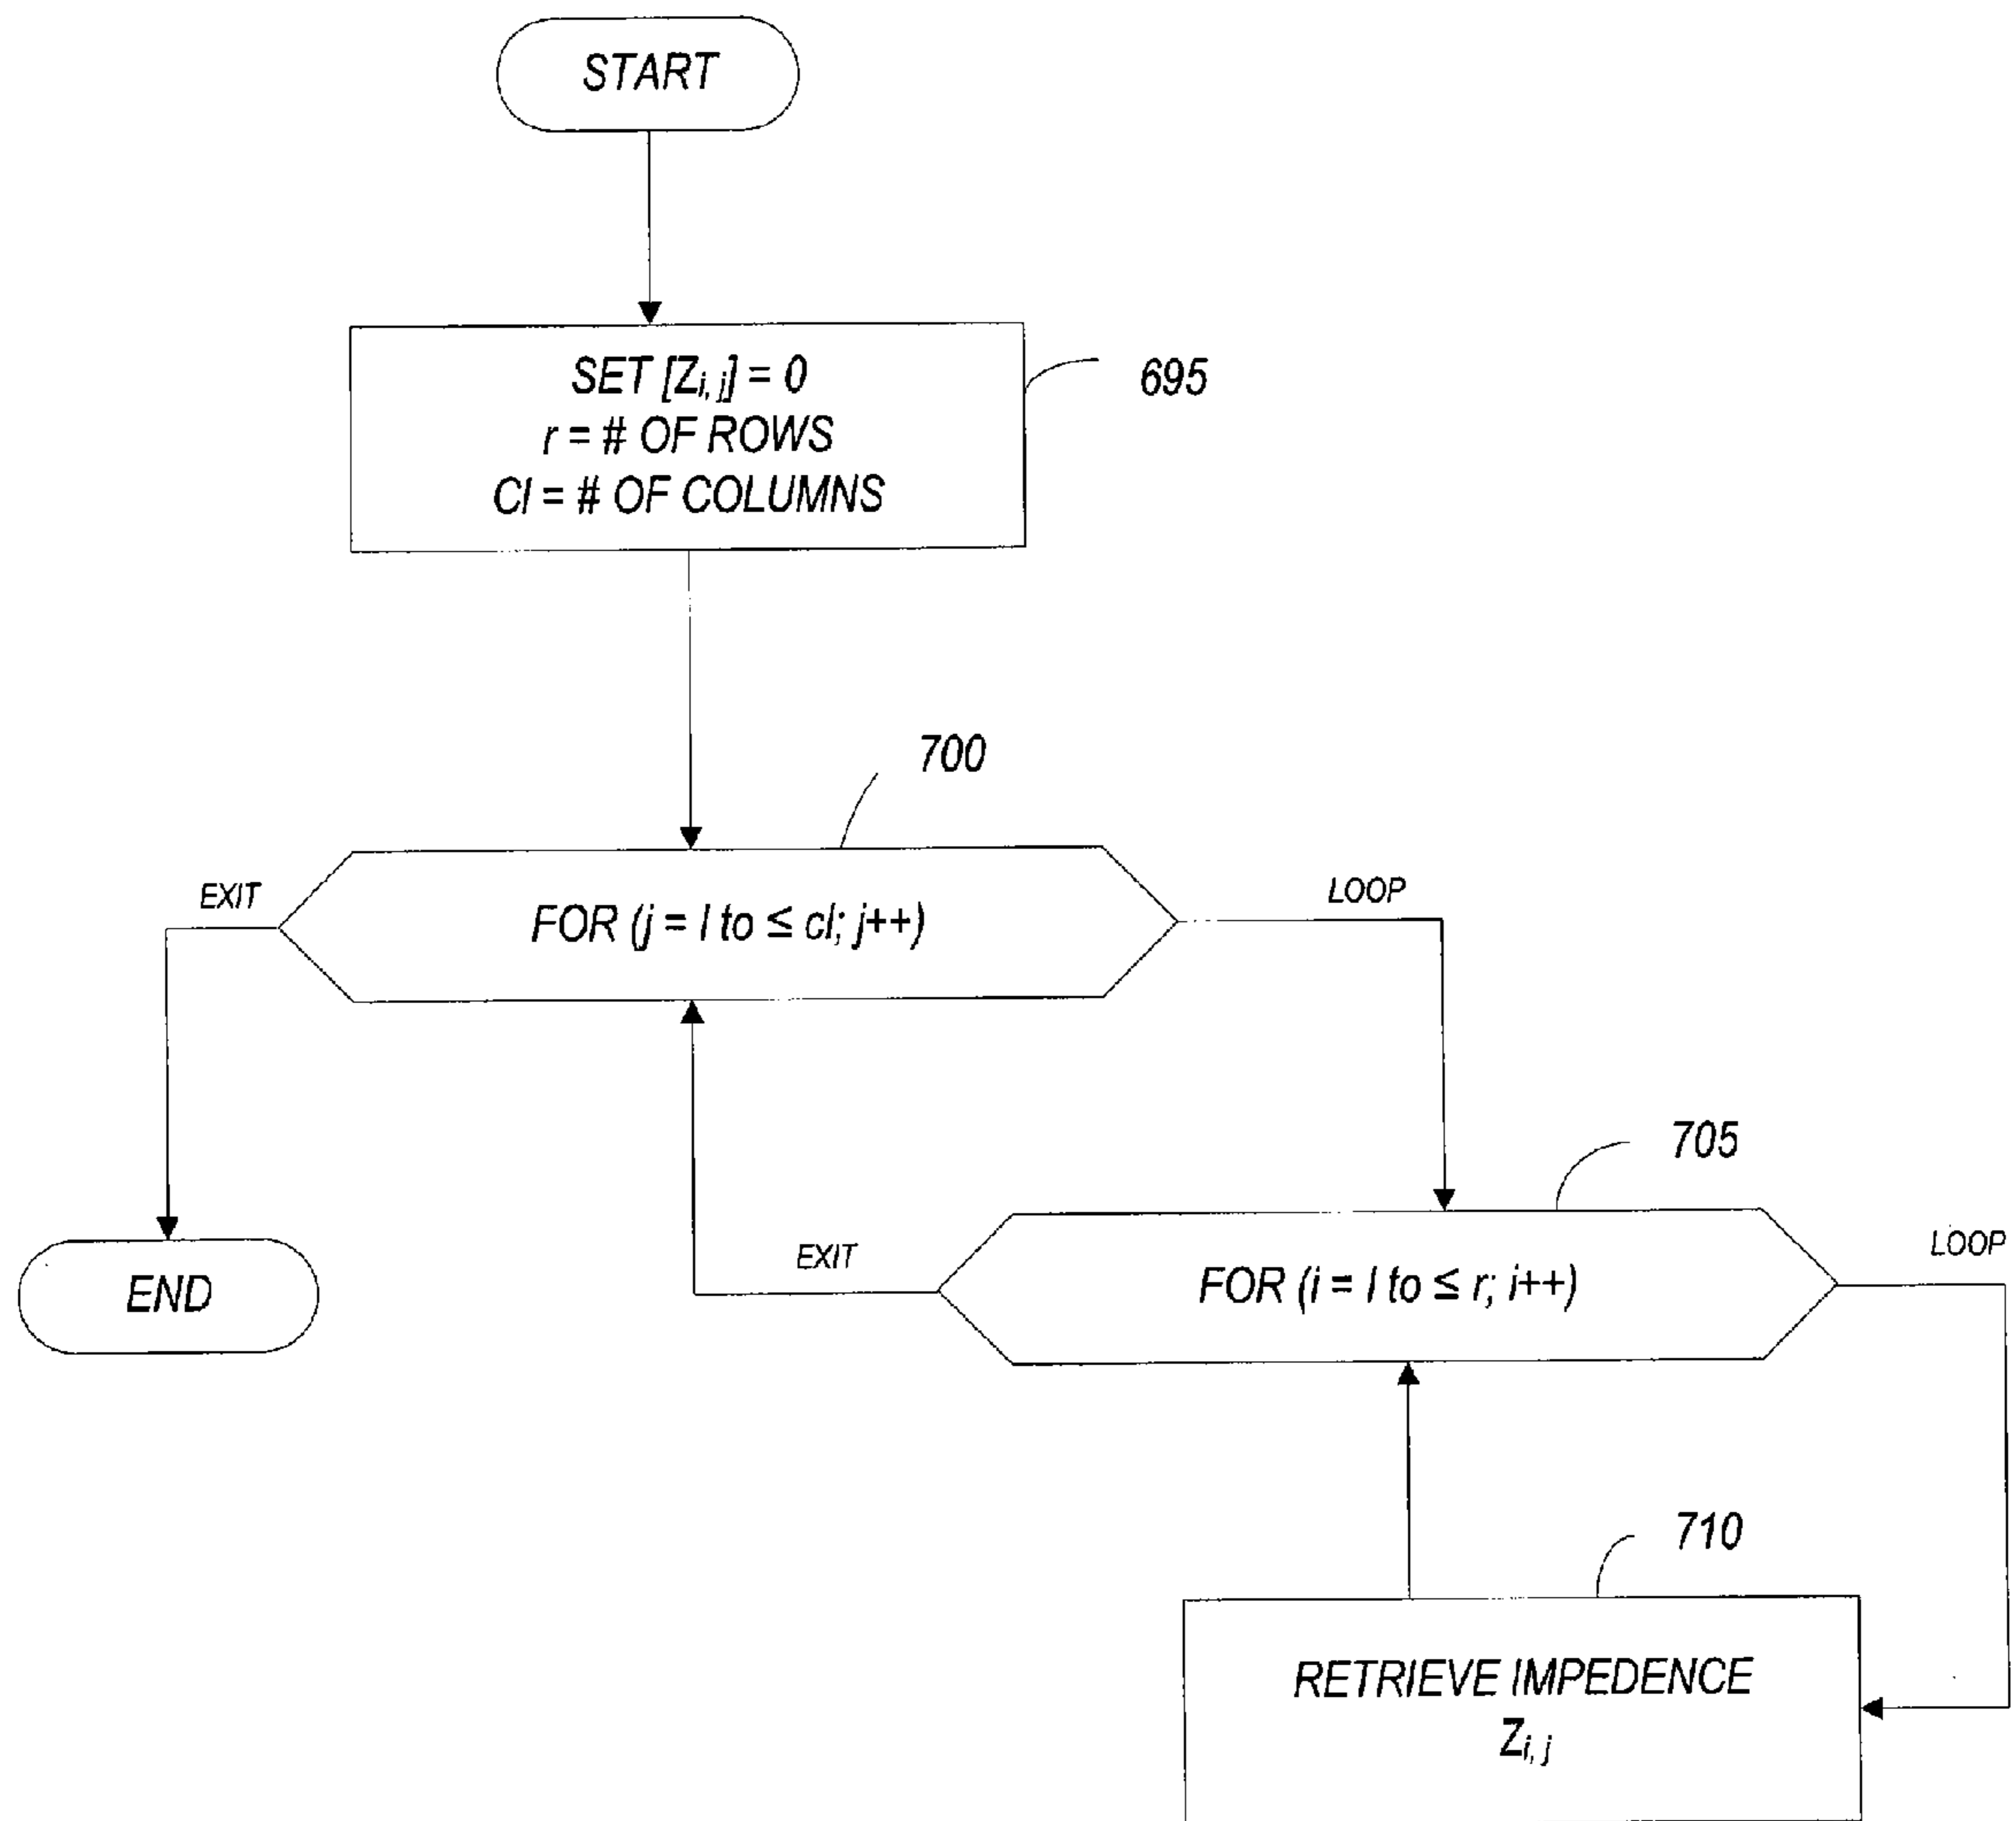 START
SET [Zi, j] = 0
r = # OF ROWS
Cl = # OF COLUMNS
695
700
EXIT
FOR (j = l to ≤ cl; j++)
LOOP
705
EXIT
FOR (i = l to ≤ r; i++)
LOOP
END
710
RETRIEVE IMPEDENCE
Zi, j